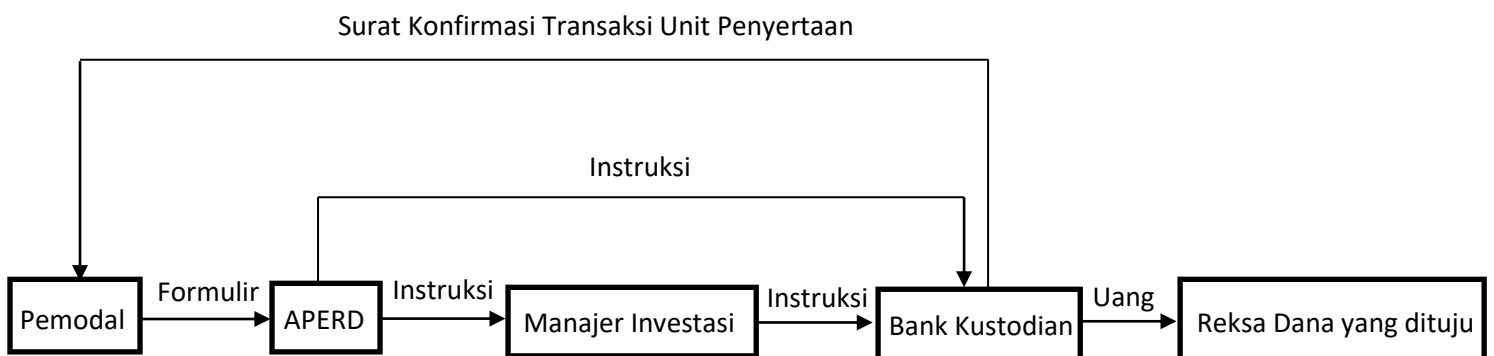 Surat Konfirmasi Transaksi Unit Penyertaan
Instruksi
Formulir
Instruksi
Instruksi
Uang
Pemodal
APERD
Manajer Investasi
Bank Kustodian
Reksa Dana yang dituju